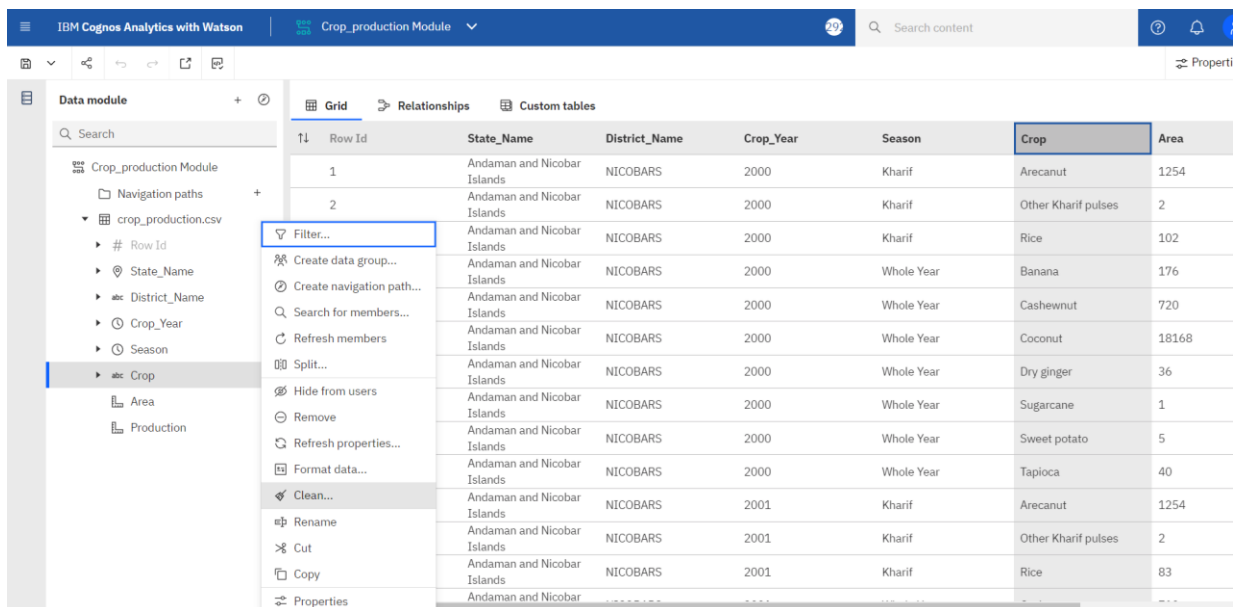 IBM Cognos Analytics with Watson
Crop_production Module
Search content
Data module
Search
Crop_production Module
Navigation paths
crop_production.csv
# Row Id
State_Name
abc District_Name
Crop_Year
Season
abc Crop
Area
Production
Filter...
Create data group...
Create navigation path...
Search for members...
Refresh members
Split...
Hide from users
Remove
Refresh properties...
Format data...
Clean...
Rename
Cut
Copy
Properties
Grid Relationships Custom tables
Row Id State_Name District_Name Crop_Year Season Crop Area
1 Andaman and Nicobar Islands NICOBARS 2000 Kharif Arecanut 1254
2 Andaman and Nicobar Islands NICOBARS 2000 Kharif Other Kharif pulses 2
Andaman and Nicobar Islands NICOBARS 2000 Kharif Rice 102
Andaman and Nicobar Islands NICOBARS 2000 Whole Year Banana 176
Andaman and Nicobar Islands NICOBARS 2000 Whole Year Cashewnut 720
Andaman and Nicobar Islands NICOBARS 2000 Whole Year Coconut 18168
Andaman and Nicobar Islands NICOBARS 2000 Whole Year Dry ginger 36
Andaman and Nicobar Islands NICOBARS 2000 Whole Year Sugarcane 1
Andaman and Nicobar Islands NICOBARS 2000 Whole Year Sweet potato 5
Andaman and Nicobar Islands NICOBARS 2000 Whole Year Tapioca 40
Andaman and Nicobar Islands NICOBARS 2001 Kharif Arecanut 1254
Andaman and Nicobar Islands NICOBARS 2001 Kharif Other Kharif pulses 2
Andaman and Nicobar Islands NICOBARS 2001 Kharif Rice 83
Andaman and Nicobar